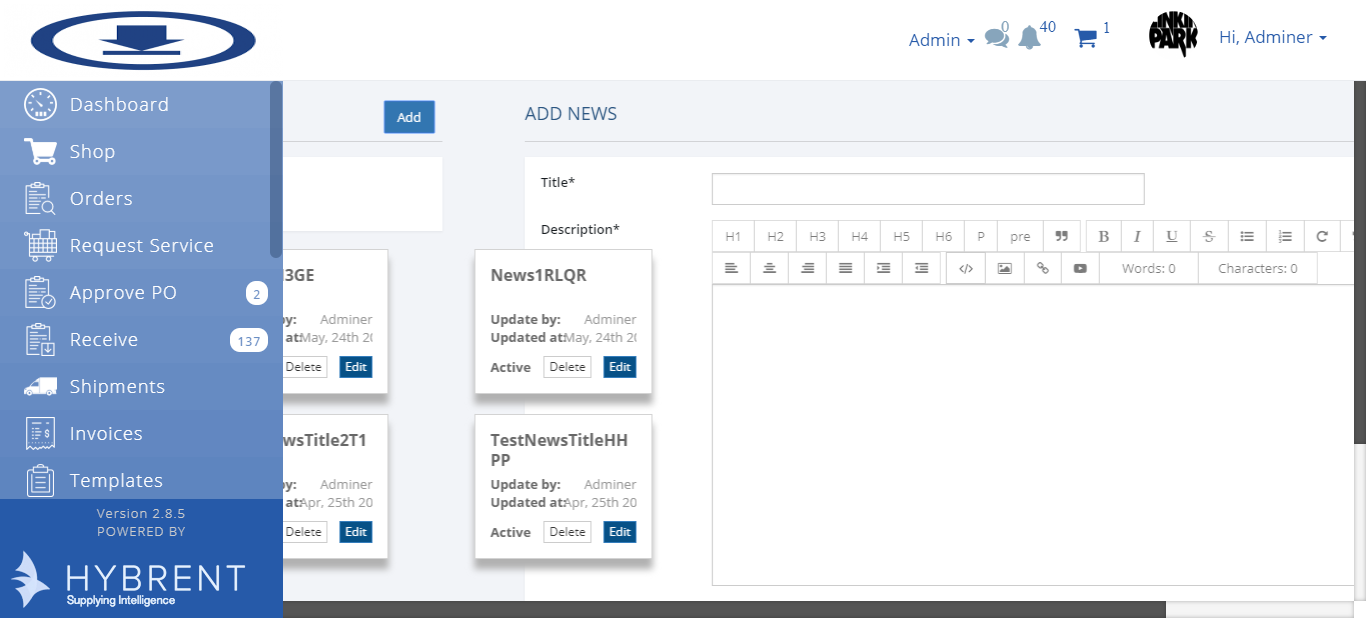 Admin
0
40
1
LINKIN
PARK
Hi, Adminer
Dashboard
Shop
Orders
Request Service
Approve PO 2
Receive 137
Shipments
Invoices
Templates
Version 2.8.5
POWERED BY
HYBRENT
Supplying Intelligence
Add
3GE
by: Adminer
at: May, 24th 20
Delete Edit
wsTitle2T1
by: Adminer
at: Apr, 25th 20
Delete Edit
News1RLQR
Update by: Adminer
Updated at: May, 24th 20
Active Delete Edit
TestNewsTitleHH
PP
Update by: Adminer
Updated at: Apr, 25th 20
Active Delete Edit
ADD NEWS
Title*
Description*
H1 H2 H3 H4 H5 H6 P pre ” B I U S
</> Words: 0 Characters: 0